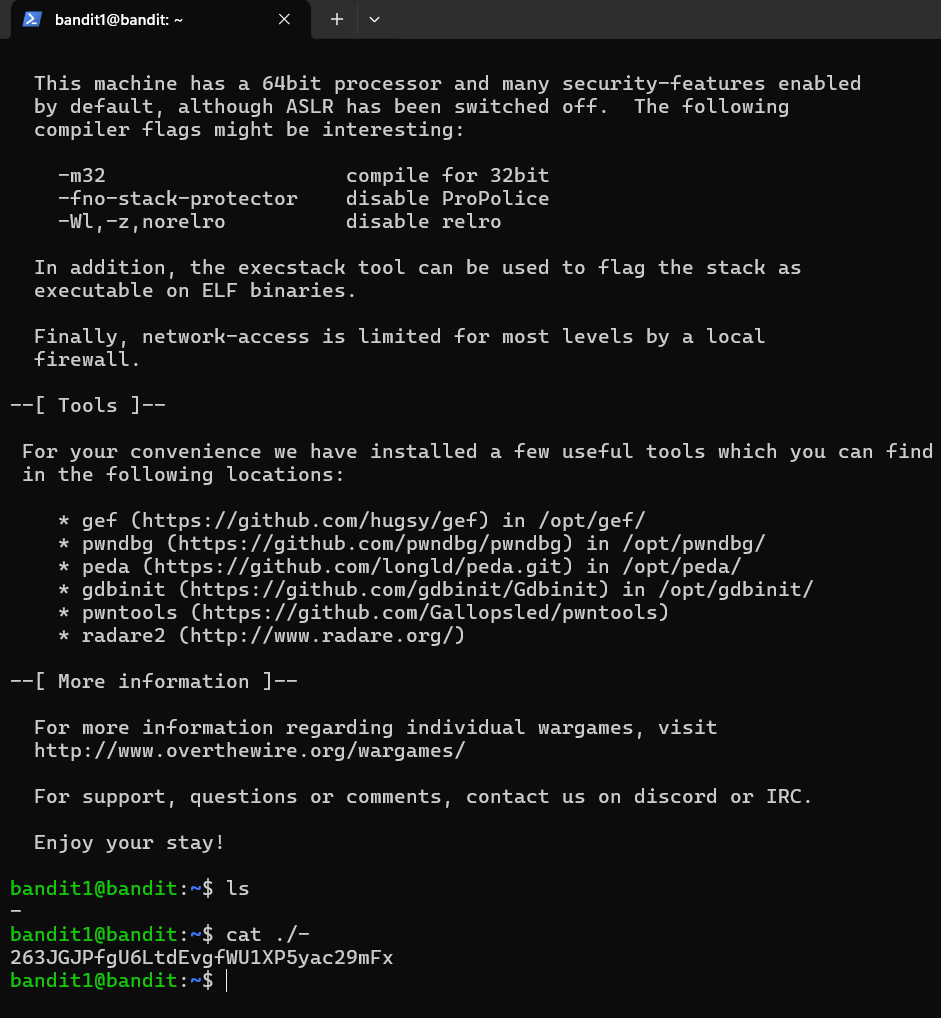 bandit1@bandit: ~
This machine has a 64bit processor and many security-features enabled
by default, although ASLR has been switched off.  The following
compiler flags might be interesting:
-m32                    compile for 32bit
-fno-stack-protector    disable ProPolice
-Wl,-z,norelro          disable relro
In addition, the execstack tool can be used to flag the stack as
executable on ELF binaries.
Finally, network-access is limited for most levels by a local
firewall.
--[ Tools ]--
For your convenience we have installed a few useful tools which you can find
in the following locations:
* gef (https://github.com/hugsy/gef) in /opt/gef/
* pwndbg (https://github.com/pwndbg/pwndbg) in /opt/pwndbg/
* peda (https://github.com/longld/peda.git) in /opt/peda/
* gdbinit (https://github.com/gdbinit/Gdbinit) in /opt/gdbinit/
* pwntools (https://github.com/Gallopsled/pwntools)
* radare2 (http://www.radare.org/)
--[ More information ]--
For more information regarding individual wargames, visit
http://www.overthewire.org/wargames/
For support, questions or comments, contact us on discord or IRC.
Enjoy your stay!
bandit1@bandit:~$ ls
-
bandit1@bandit:~$ cat ./-
263JGJPfgU6LtdEvgfWU1XP5yac29mFx
bandit1@bandit:~$